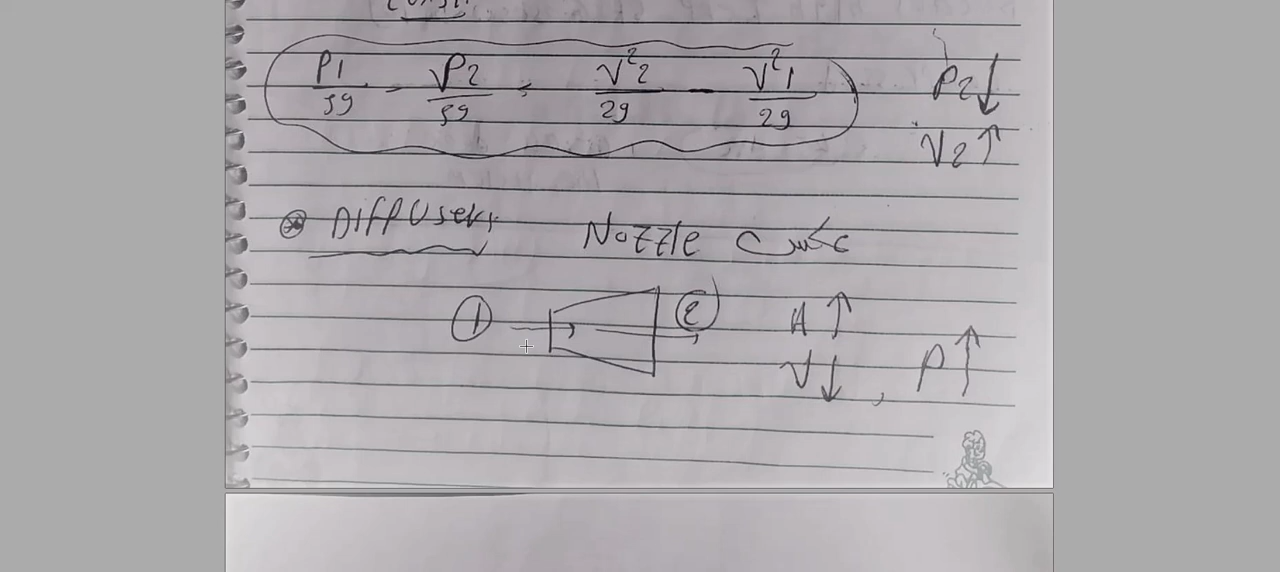 P1/ρg - P2/ρg = V²2/2g - V²1/2g
P2↓
V2↑
Diffuser,
Nozzle عكس
① ②
A↑
V↓ , P↑